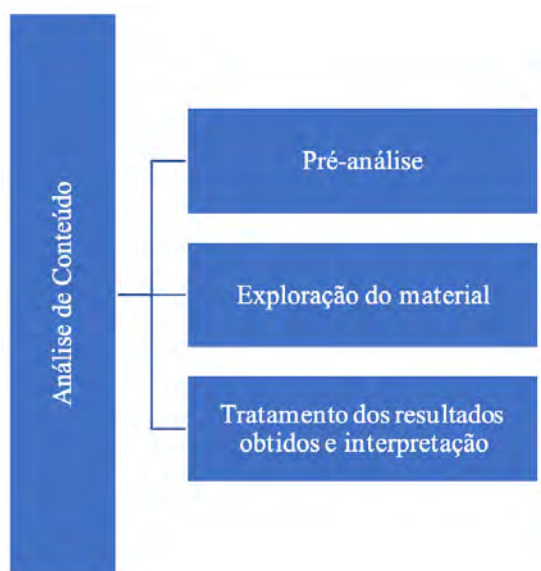 Análise de Conteúdo
Pré-análise
Exploração do material
Tratamento dos resultados
obtidos e interpretação